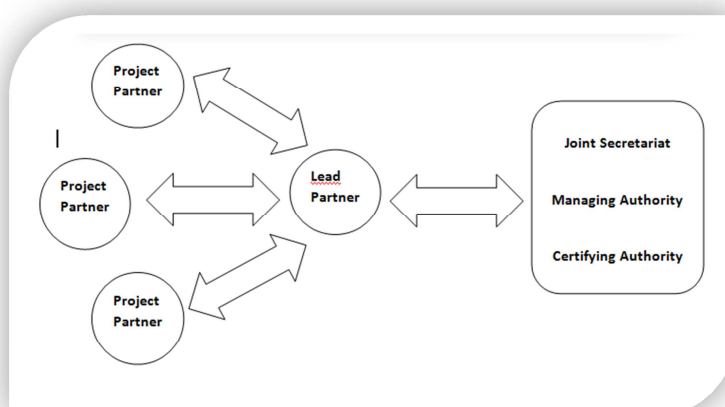 Project
Partner
Project
Partner
Project
Partner
Lead
Partner
Joint Secretariat
Managing Authority
Certifying Authority